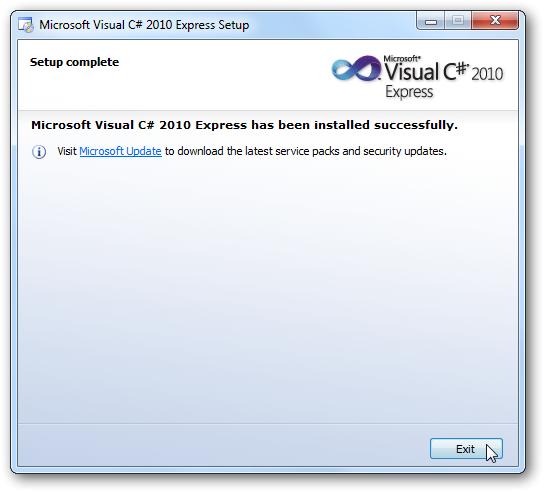 Microsoft Visual C# 2010 Express Setup
Setup complete
Microsoft®
Visual C#® 2010
Express
Microsoft Visual C# 2010 Express has been installed successfully.
Visit Microsoft Update to download the latest service packs and security updates.
Exit